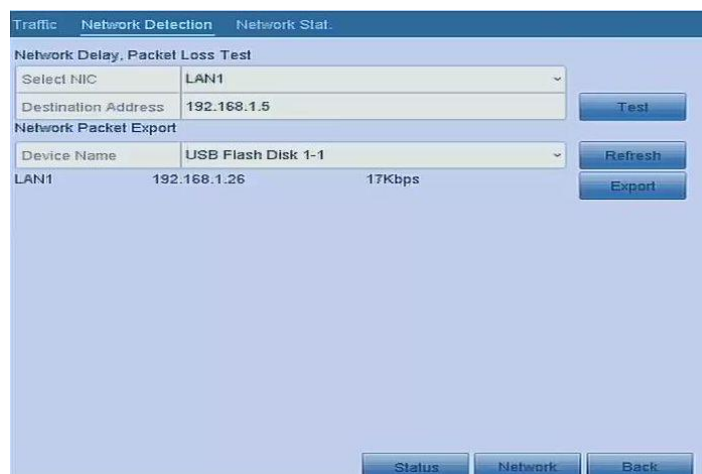 Traffic Network Detection Network Stat.
Network Delay, Packet Loss Test
Select NIC LAN1
Destination Address 192.168.1.5 Test
Network Packet Export
Device Name USB Flash Disk 1-1 Refresh
LAN1 192.168.1.26 17Kbps Export
Status Network Back